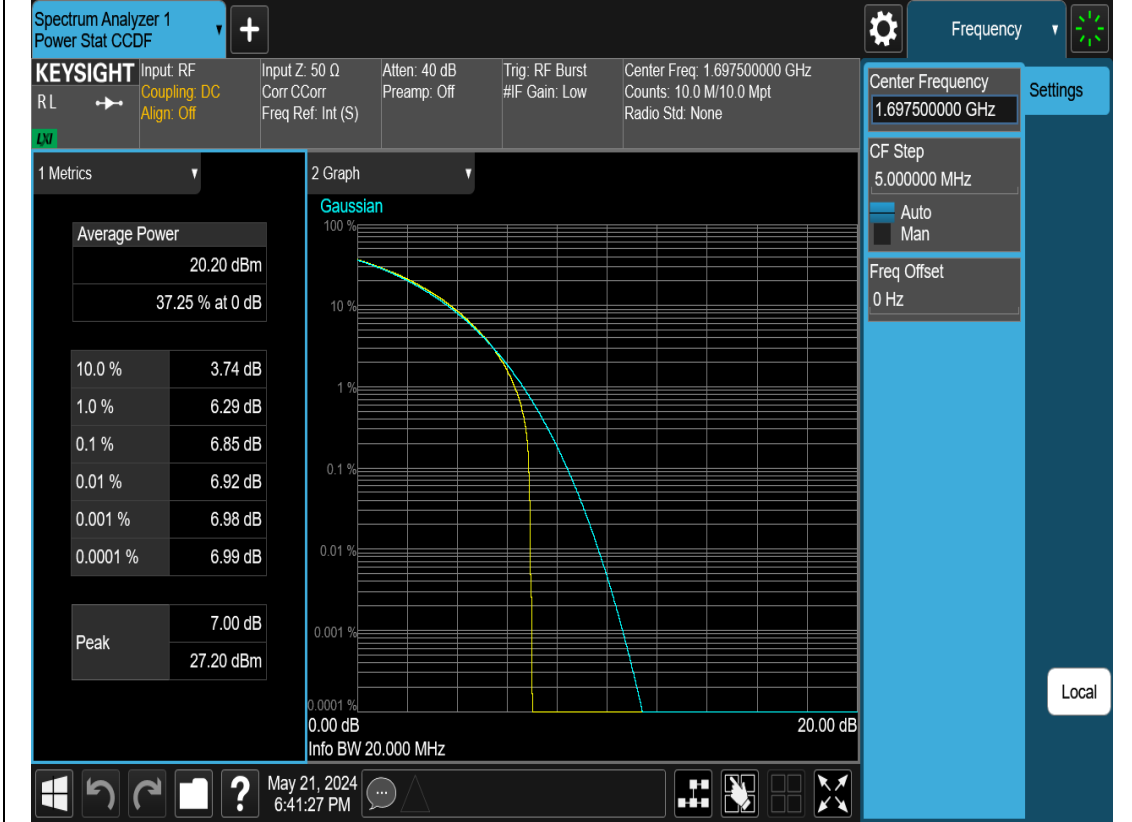 Spectrum Analyzer 1
Power Stat CCDF
+
Frequency
KEYSIGHT
RL
LXI
Input: RF
Coupling: DC
Align: Off
Input Z: 50 Ω
Corr CCorr
Freq Ref: Int (S)
Atten: 40 dB
Preamp: Off
Trig: RF Burst
#IF Gain: Low
Center Freq: 1.697500000 GHz
Counts: 10.0 M/10.0 Mpt
Radio Std: None
Center Frequency
1.697500000 GHz
Settings
CF Step
5.000000 MHz
Auto
Man
Freq Offset
0 Hz
Local
1 Metrics
Average Power
20.20 dBm
37.25 % at 0 dB
10.0 % 3.74 dB
1.0 % 6.29 dB
0.1 % 6.85 dB
0.01 % 6.92 dB
0.001 % 6.98 dB
0.0001 % 6.99 dB
Peak
7.00 dB
27.20 dBm
2 Graph
Gaussian
100 %
10 %
1 %
0.1 %
0.01 %
0.001 %
0.0001 %
0.00 dB 20.00 dB
Info BW 20.000 MHz
?
May 21, 2024
6:41:27 PM